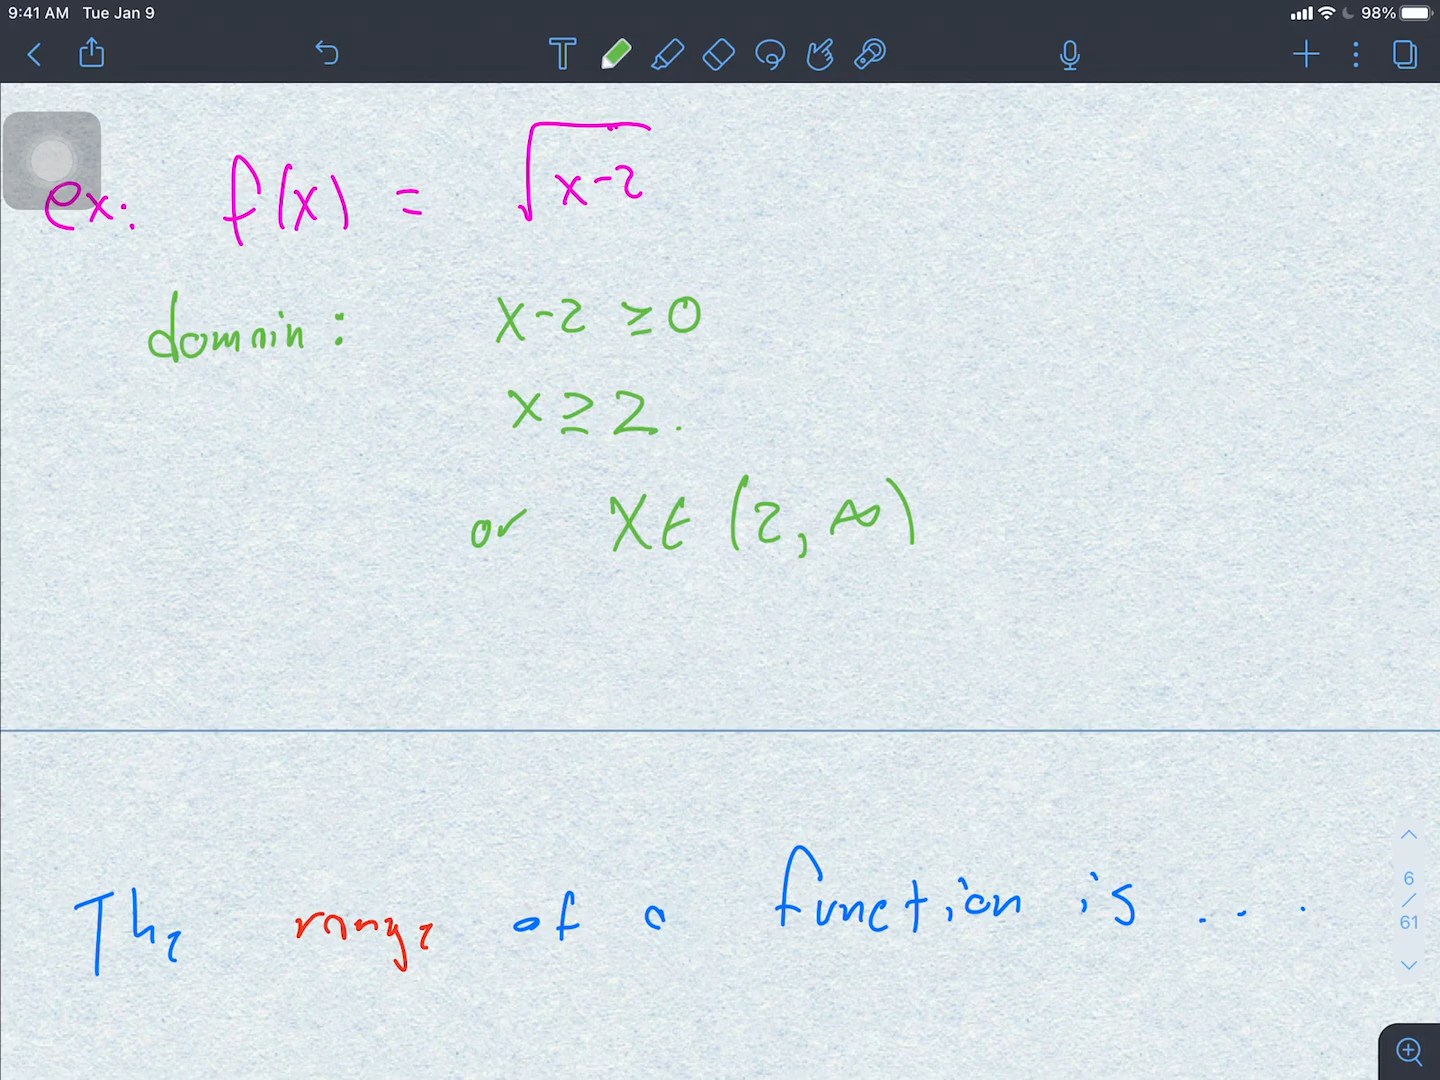 9:41 AM Tue Jan 9 98%
ex: f(x) = √(x-2)
domain: x-2 ≥ 0
x ≥ 2.
or x ∈ (2, ∞)
The range of a function is ...
6
/
61